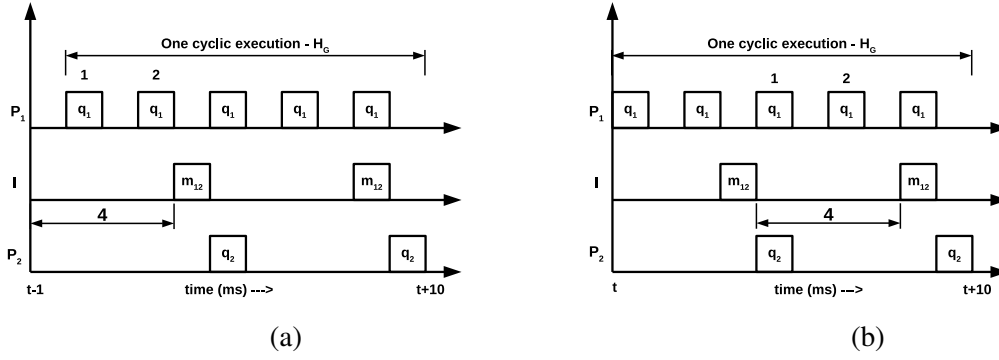 One cyclic execution - H_G
1 2
P_1 q_1 q_1 q_1 q_1 q_1
I m_12 m_12
4
P_2 q_2 q_2
t-1 time (ms) ---> t+10
(a)
One cyclic execution - H_G
1 2
P_1 q_1 q_1 q_1 q_1 q_1
I m_12 m_12
4
P_2 q_2 q_2
t time (ms) ---> t+10
(b)